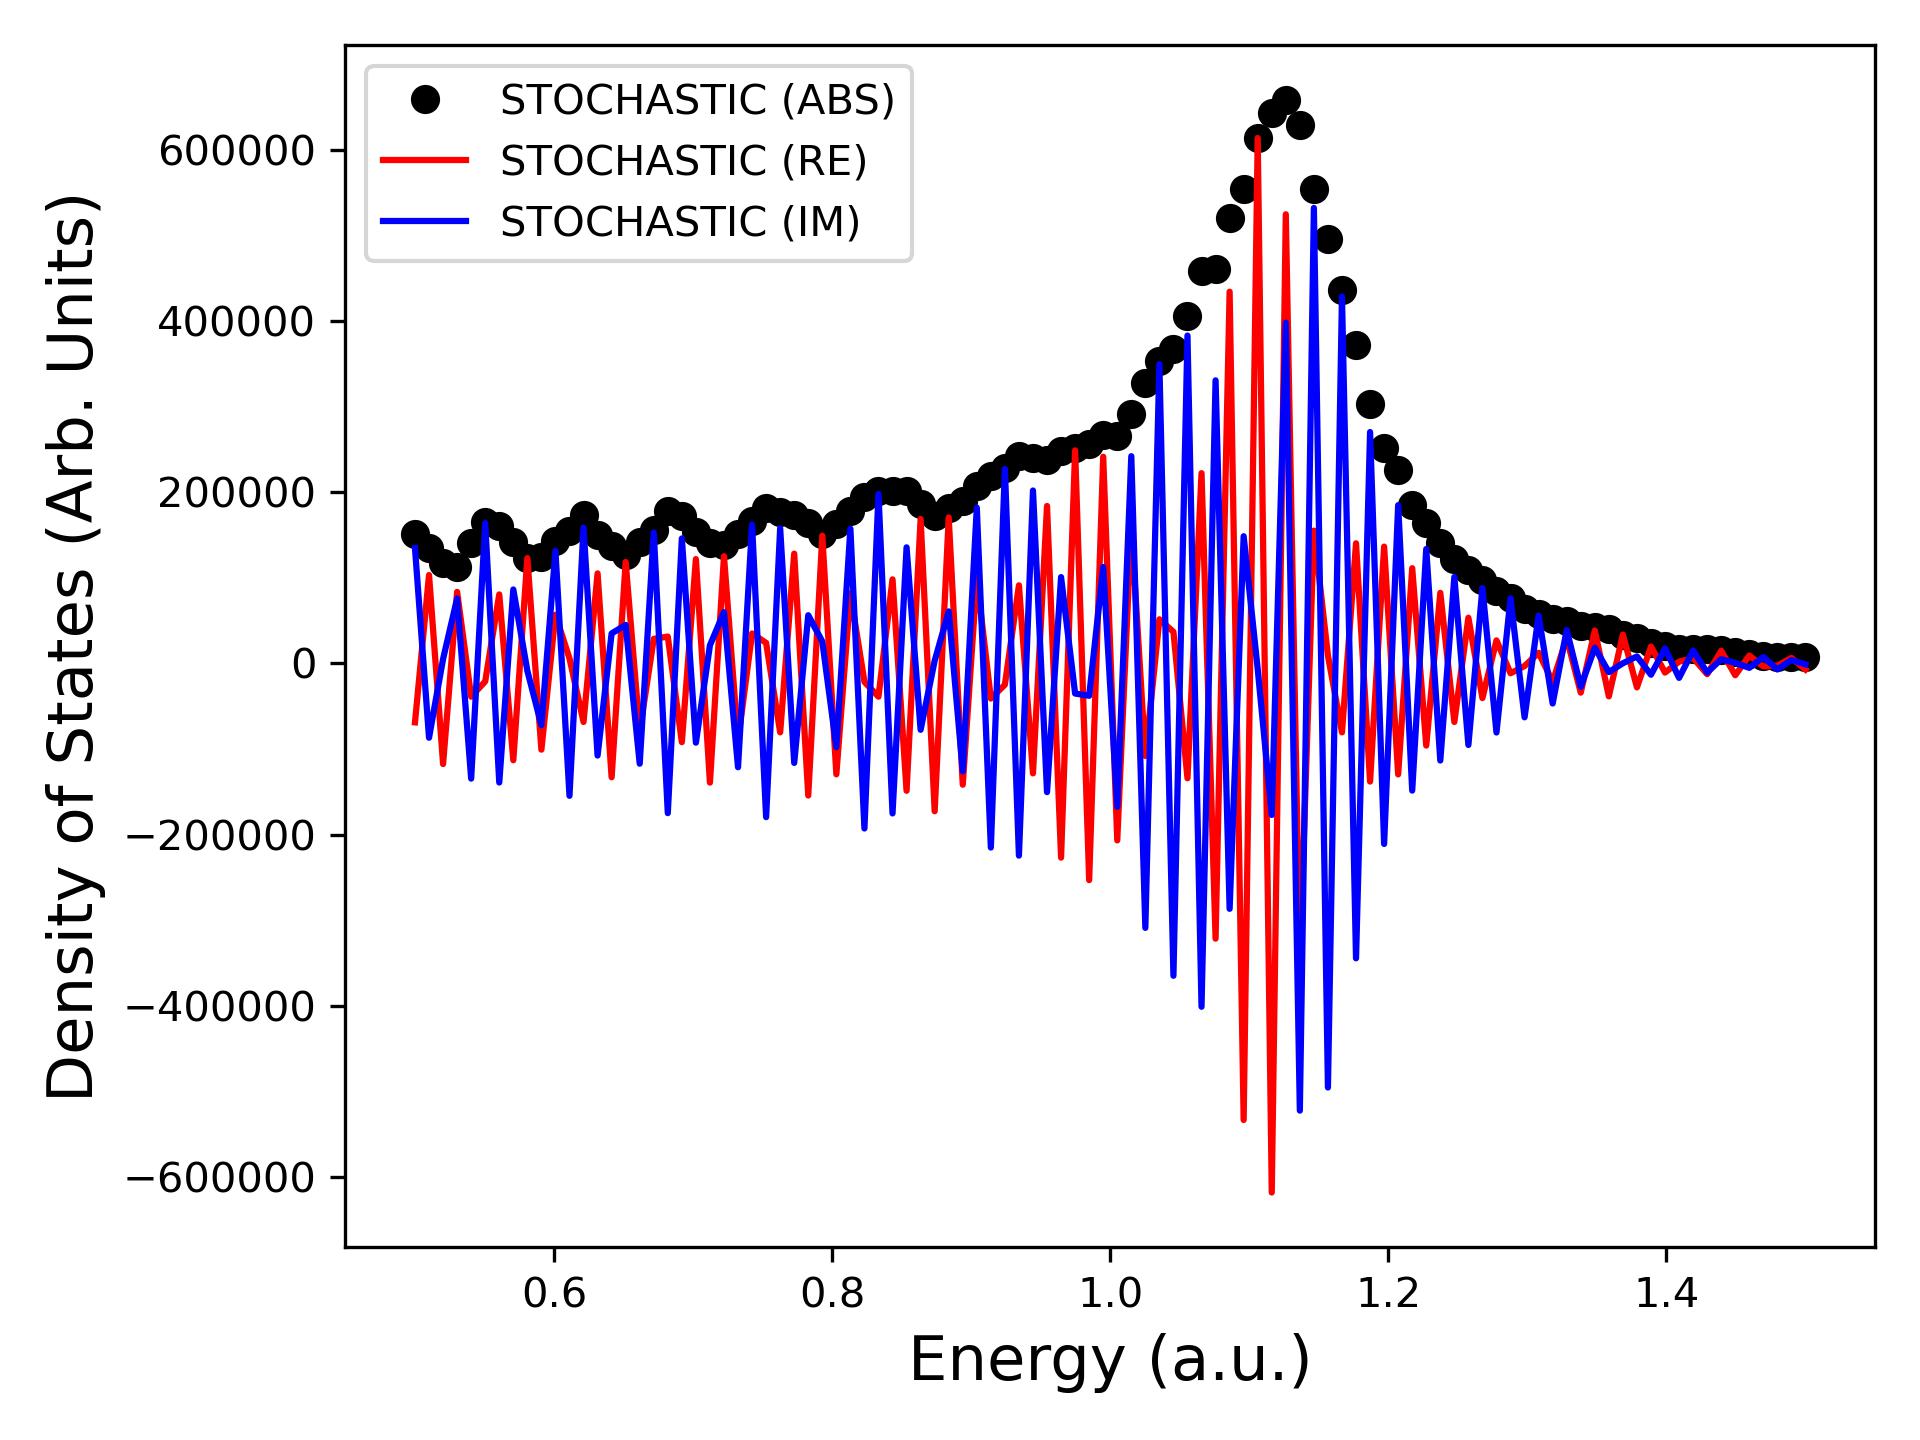 STOCHASTIC (ABS)
STOCHASTIC (RE)
STOCHASTIC (IM)
Density of States (Arb. Units)
600000
400000
200000
0
−200000
−400000
−600000
0.6 0.8 1.0 1.2 1.4
Energy (a.u.)